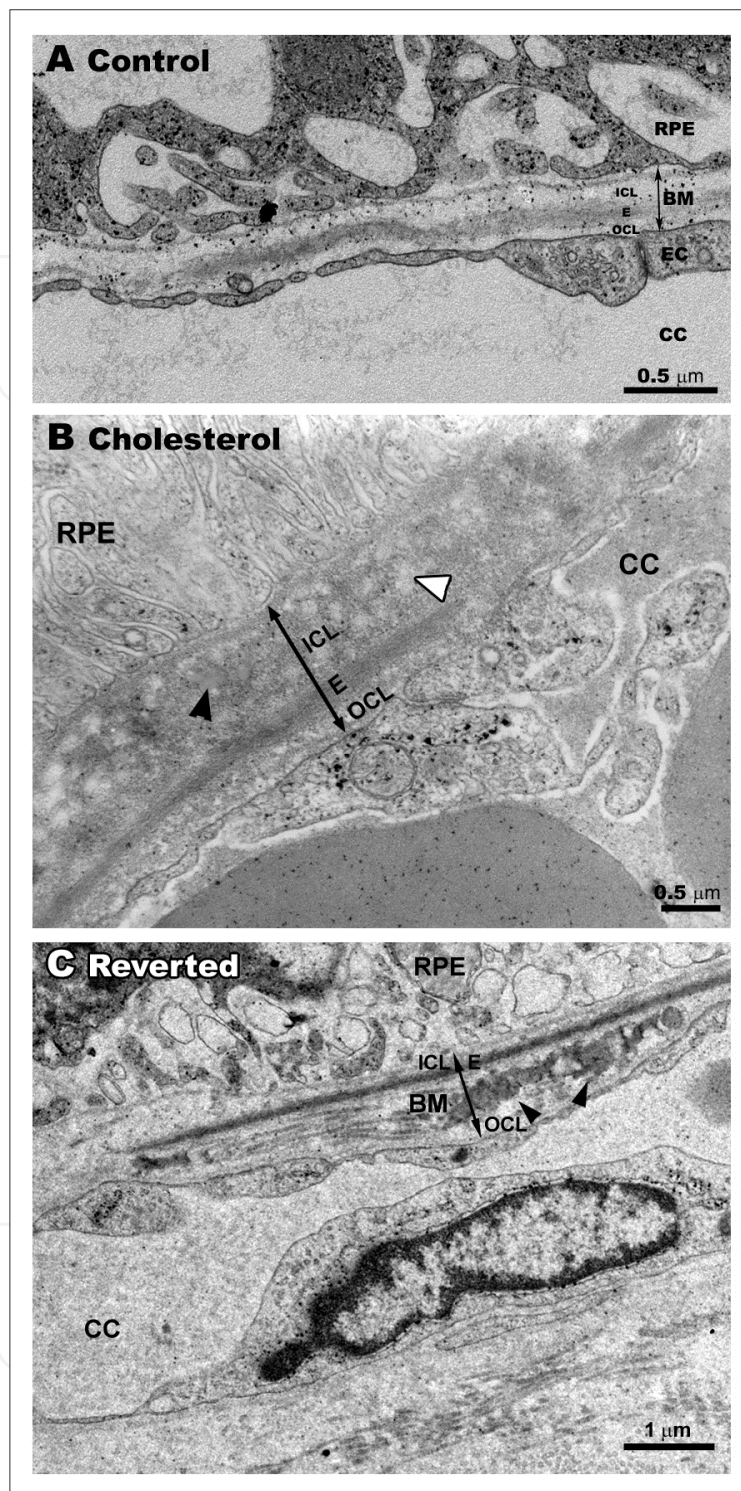 A Control
RPE
ICL
BM
E
OCL
EC
CC
0.5 μm
B Cholesterol
RPE
CC
ICL
E
OCL
0.5 μm
C Reverted
RPE
ICL E
BM
OCL
CC
1 μm